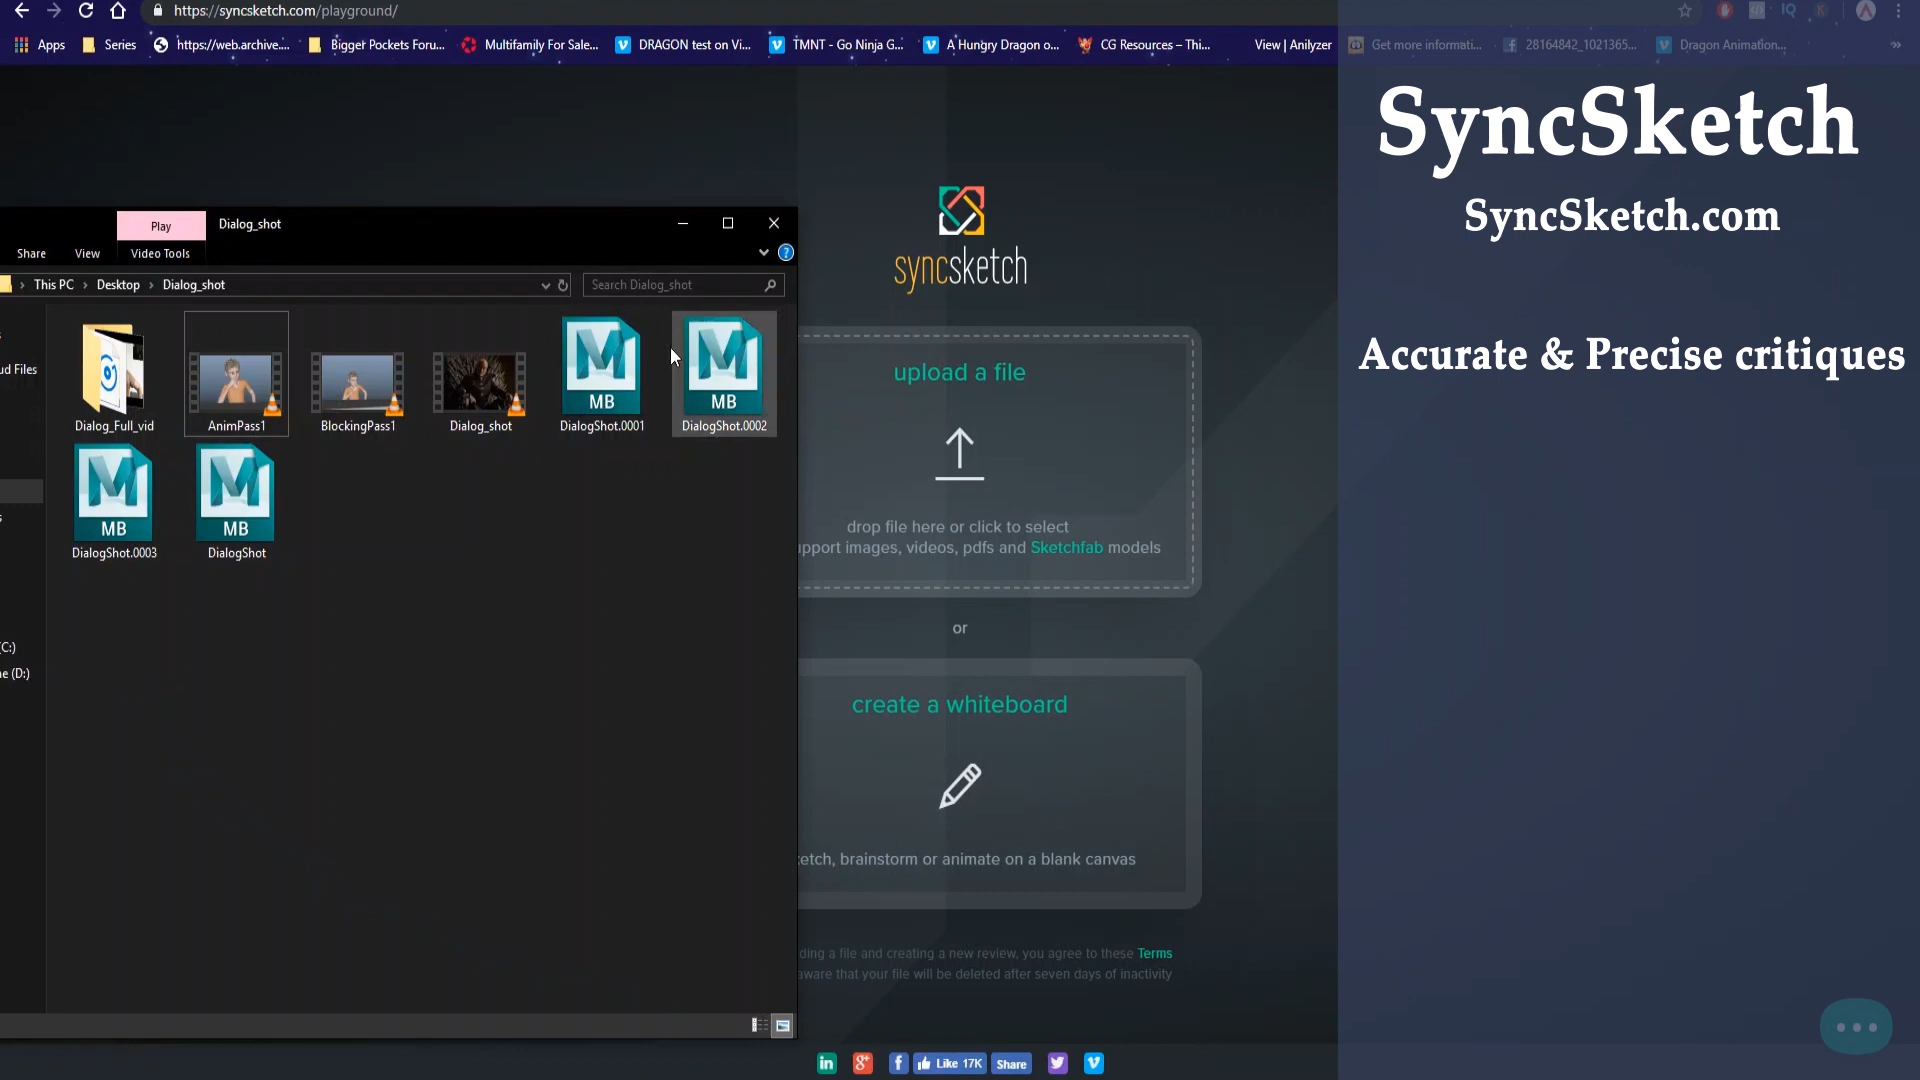 https://syncsketch.com/playground/
Apps
Series
https://web.archive....
Bigger Pockets Foru...
Multifamily For Sale...
DRAGON test on Vi...
TMNT - Go Ninja G...
A Hungry Dragon o...
CG Resources – Thi...
View | Anilyzer
Get more informati...
28164842_1021365...
Dragon Animation...
SyncSketch
SyncSketch.com
Accurate & Precise critiques
Play
Dialog_shot
Share
View
Video Tools
This PC
Desktop
Dialog_shot
Search Dialog_shot
ud Files
(C:)
e (D:)
Dialog_Full_vid
AnimPass1
BlockingPass1
Dialog_shot
MB
DialogShot.0001
MB
DialogShot.0002
MB
DialogShot.0003
MB
DialogShot
syncsketch
upload a file
drop file here or click to select
pport images, videos, pdfs and Sketchfab models
or
create a whiteboard
etch, brainstorm or animate on a blank canvas
ding a file and creating a new review, you agree to these Terms
aware that your file will be deleted after seven days of inactivity
in
g+
f
Like 17K
Share